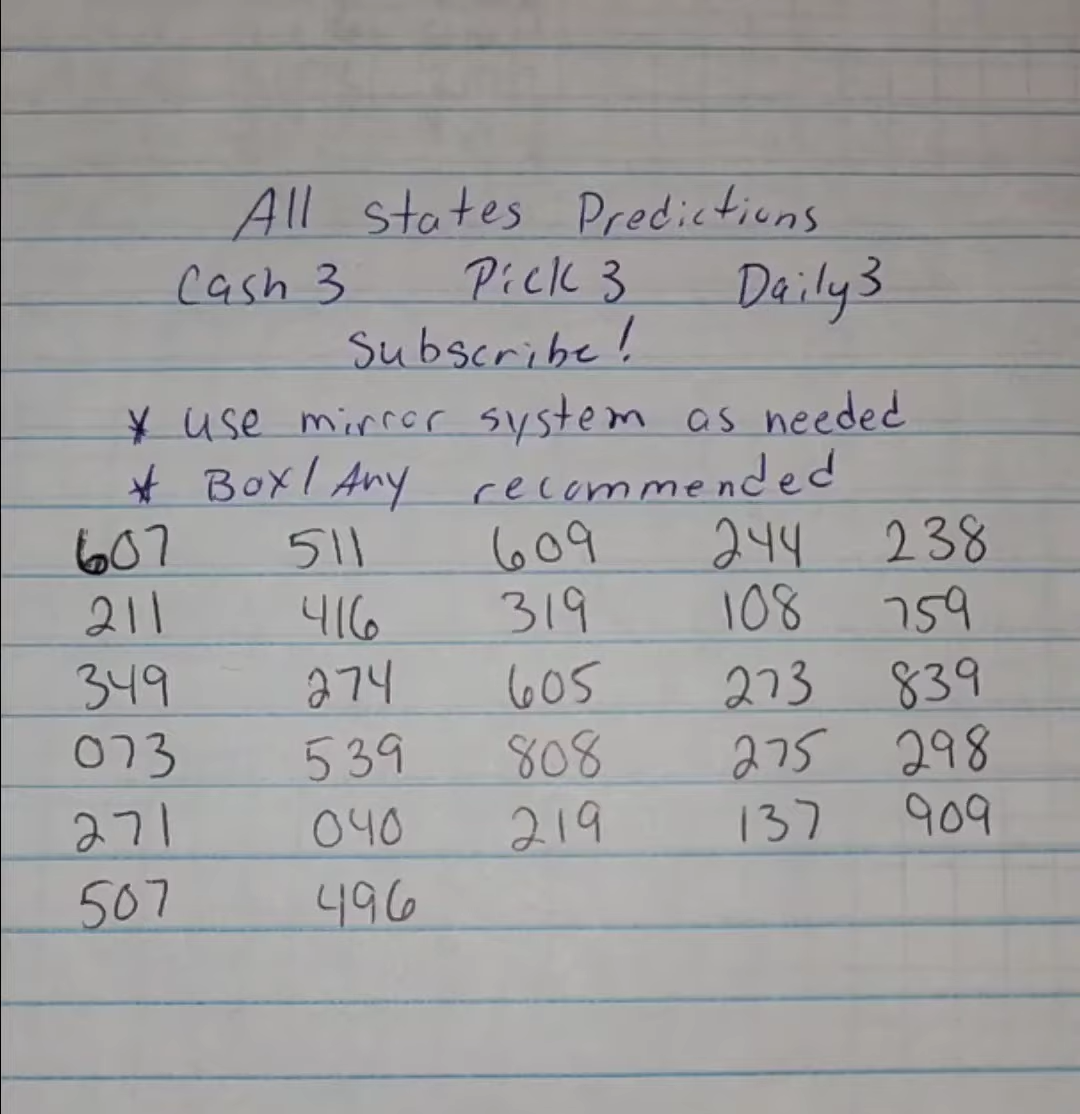 All states Predictions
Cash 3 Pick 3 Daily 3
Subscribe!
* use mirror system as needed
* Box/Any recommended
607 511 609 244 238
211 416 319 108 759
349 274 605 273 839
073 539 808 275 298
271 040 219 137 909
507 496